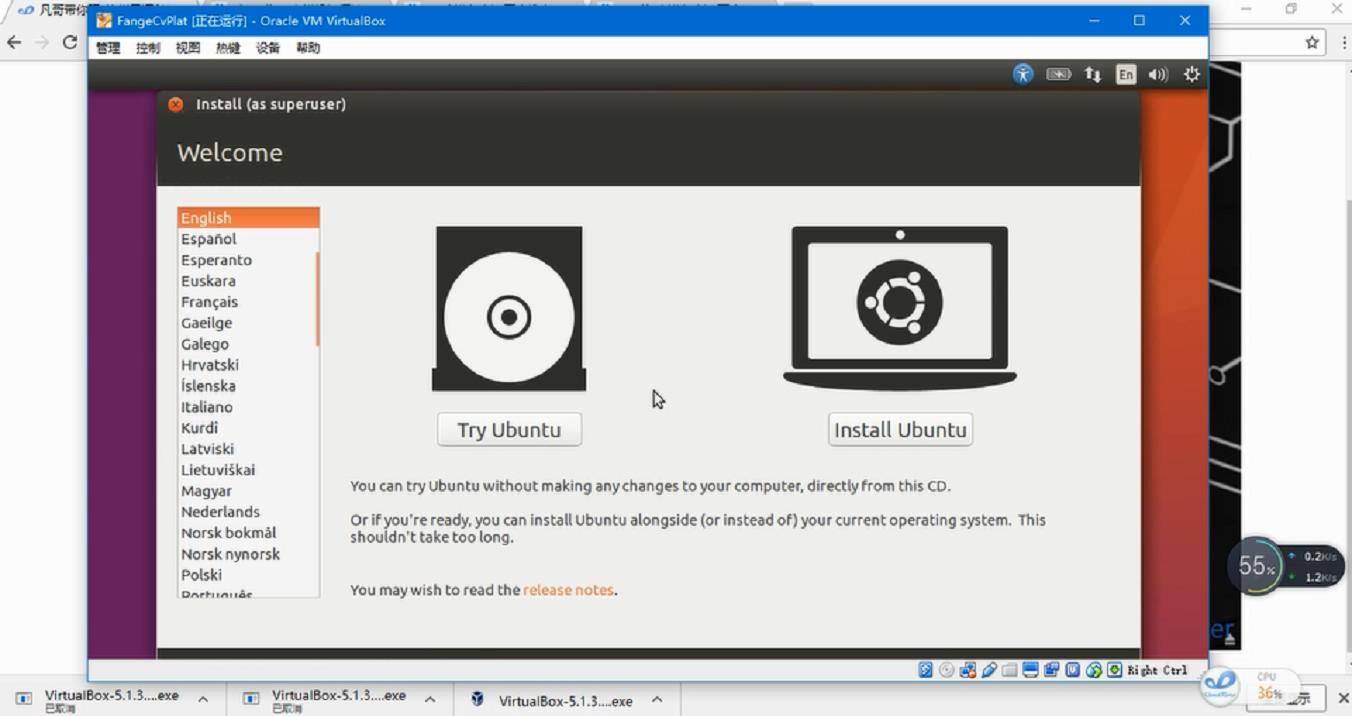 凡哥带你
FangeCvPlat [正在运行] - Oracle VM VirtualBox
管理 控制 视图 热键 设备 帮助
En
Install (as superuser)
Welcome
English
Español
Esperanto
Euskara
Français
Gaeilge
Galego
Hrvatski
Íslenska
Italiano
Kurdî
Latviski
Lietuviškai
Magyar
Nederlands
Norsk bokmål
Norsk nynorsk
Polski
Português
Try Ubuntu
Install Ubuntu
You can try Ubuntu without making any changes to your computer, directly from this CD.
Or if you're ready, you can install Ubuntu alongside (or instead of) your current operating system. This
shouldn't take too long.
You may wish to read the release notes.
55%
0.2K/s
1.2K/s
er
Right Ctrl
VirtualBox-5.1.3....exe
已取消
VirtualBox-5.1.3....exe
已取消
VirtualBox-5.1.3....exe
CPU
36%
显示